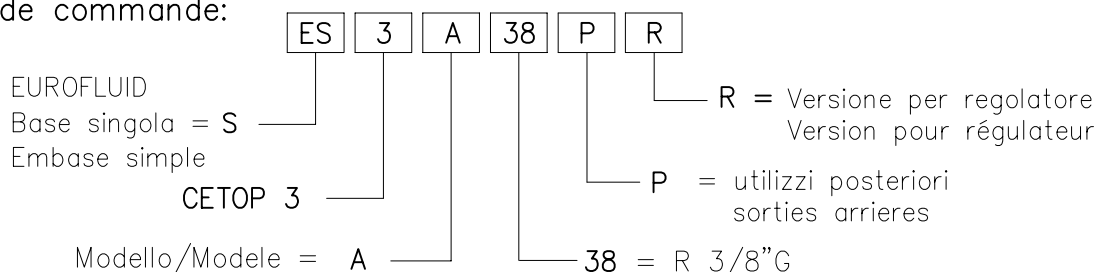 de commande:
ES 3 A 38 P R
EUROFLUID
Base singola = S
Embase simple
R = Versione per regolatore
Version pour régulateur
CETOP 3
P = utilizzi posteriori
sorties arrieres
Modello/Modele = A
38 = R 3/8"G